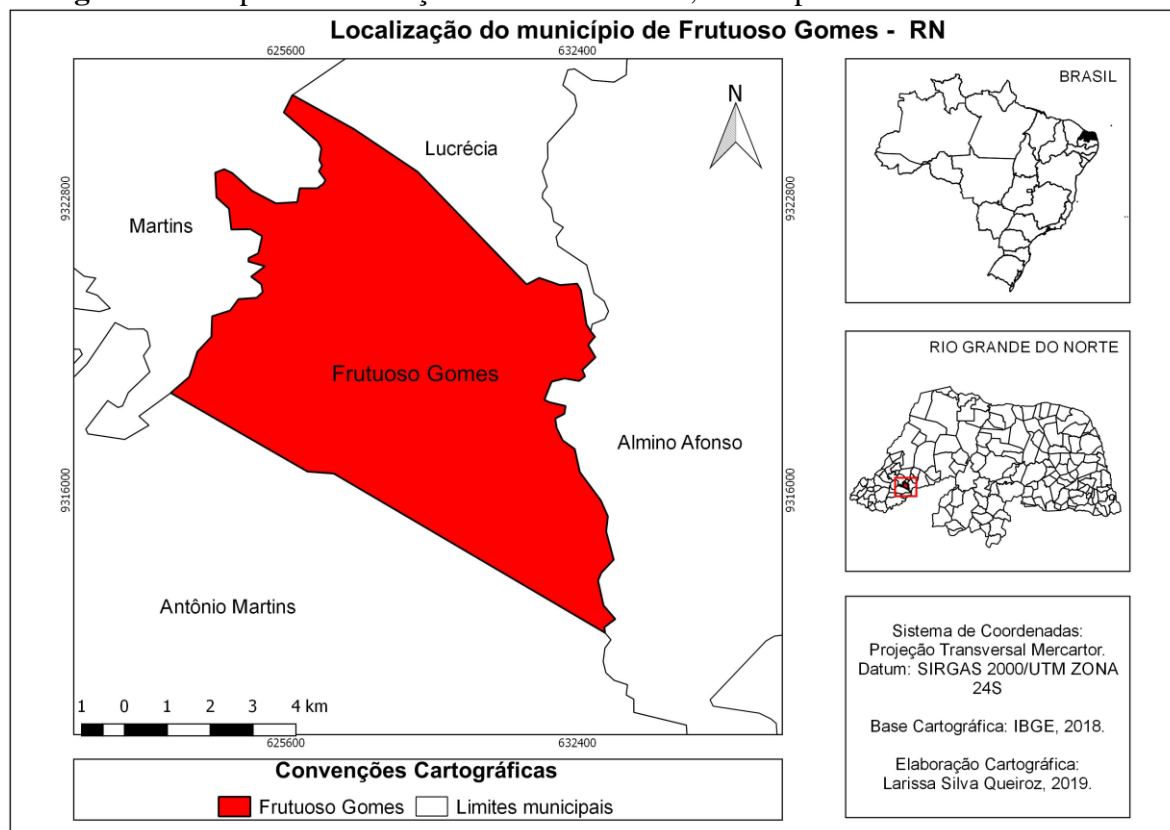 Localização do município de Frutuoso Gomes - RN
625600
632400
9322800
9322800
9316000
9316000
N
Lucrécia
Martins
Frutuoso Gomes
Almino Afonso
Antônio Martins
1 0 1 2 3 4 km
625600
632400
Convenções Cartográficas
Frutuoso Gomes
Limites municipais
BRASIL
RIO GRANDE DO NORTE
Sistema de Coordenadas:
Projeção Transversal Mercartor.
Datum: SIRGAS 2000/UTM ZONA
24S
Base Cartográfica: IBGE, 2018.
Elaboração Cartográfica:
Larissa Silva Queiroz, 2019.